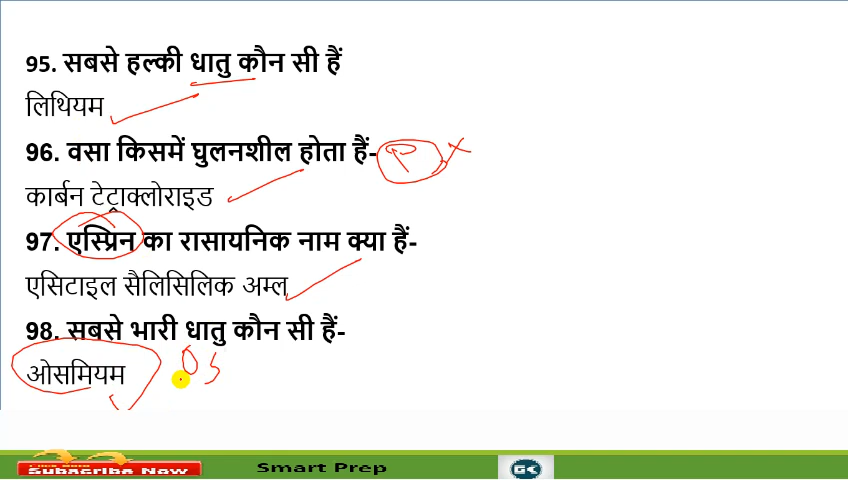 95. सबसे हल्की धातु कौन सी हैं
लिथियम
96. वसा किसमें घुलनशील होता हैं-
कार्बन टेट्राक्लोराइड
97. एस्प्रिन का रासायनिक नाम क्या हैं-
एसिटाइल सैलिसिलिक अम्ल
98. सबसे भारी धातु कौन सी हैं-
ओसमियम
Os
Subscribe Now
Smart Prep
GK